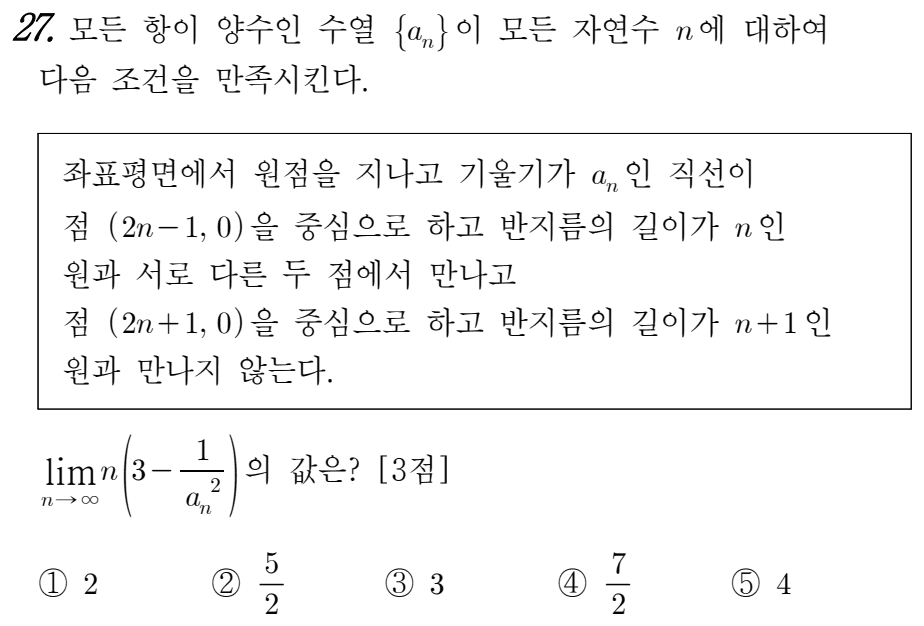 27. 모든 항이 양수인 수열 {aₙ}이 모든 자연수 n에 대하여
다음 조건을 만족시킨다.
좌표평면에서 원점을 지나고 기울기가 aₙ인 직선이
점 (2n−1, 0)을 중심으로 하고 반지름의 길이가 n인
원과 서로 다른 두 점에서 만나고
점 (2n+1, 0)을 중심으로 하고 반지름의 길이가 n+1인
원과 만나지 않는다.
lim_{n→∞} n(3 − 1/aₙ²)의 값은? [3점]
① 2 ② 5/2 ③ 3 ④ 7/2 ⑤ 4